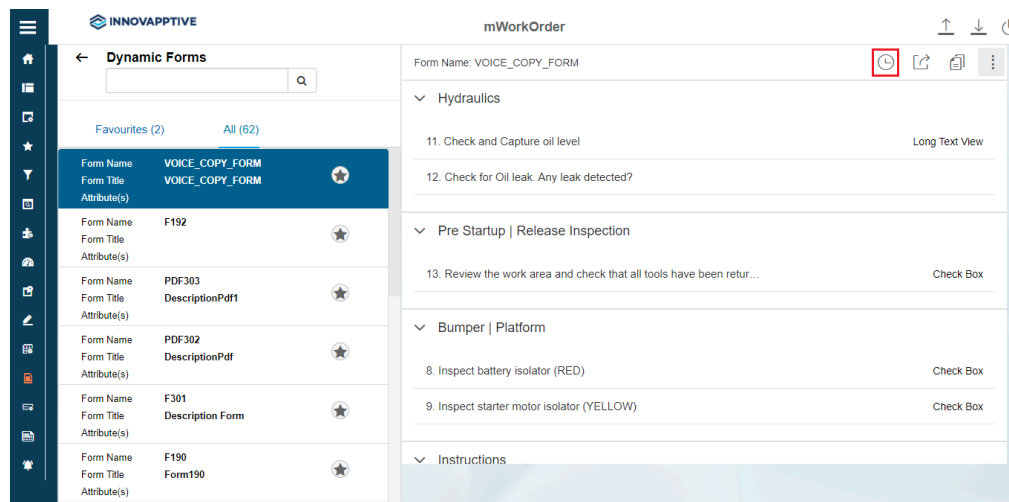 INNOVAPPTIVE
mWorkOrder
Dynamic Forms
Favourites (2) All (62)
Form Name VOICE_COPY_FORM
Form Title VOICE_COPY_FORM
Attribute(s)
Form Name F192
Form Title
Attribute(s)
Form Name PDF303
Form Title DescriptionPdf1
Attribute(s)
Form Name PDF302
Form Title DescriptionPdf
Attribute(s)
Form Name F301
Form Title Description Form
Attribute(s)
Form Name F190
Form Title Form190
Attribute(s)
Form Name: VOICE_COPY_FORM
Hydraulics
11. Check and Capture oil level Long Text View
12. Check for Oil leak. Any leak detected?
Pre Startup | Release Inspection
13. Review the work area and check that all tools have been retur... Check Box
Bumper | Platform
8. Inspect battery isolator (RED) Check Box
9. Inspect starter motor isolator (YELLOW) Check Box
Instructions